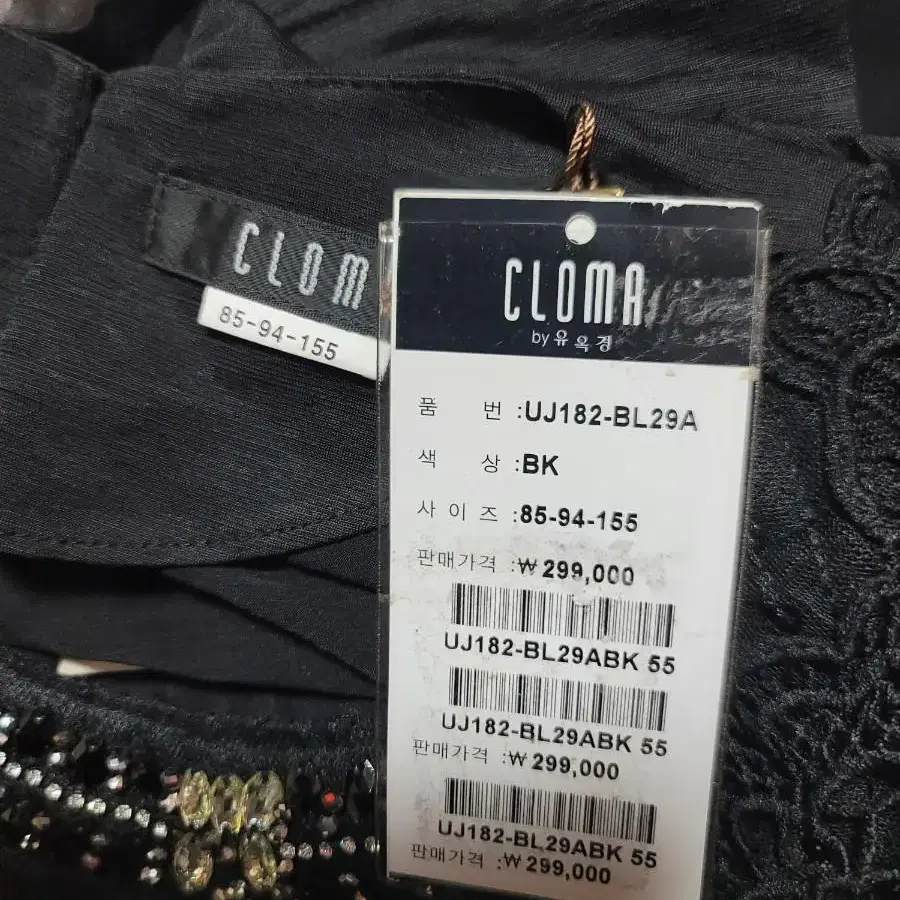 CLOM
85-94-155
CLOMA
by 유옥경
품 번 :UJ182-BL29A
색 상 :BK
사 이 즈 :85-94-155
판매가격 :₩299,000
UJ182-BL29ABK 55
UJ182-BL29ABK 55
판매가격 :₩299,000
UJ182-BL29ABK 55
판매가격 :₩299,000